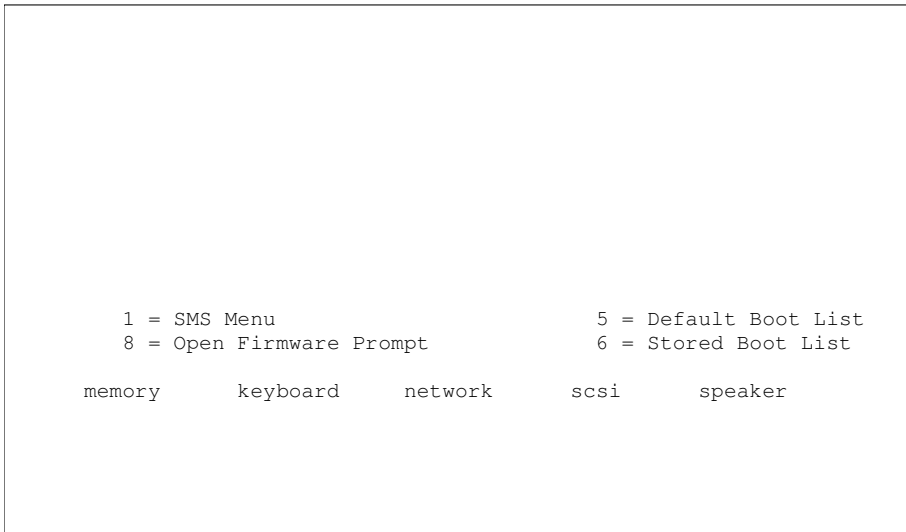 1 = SMS Menu 5 = Default Boot List
8 = Open Firmware Prompt 6 = Stored Boot List
memory keyboard network scsi speaker